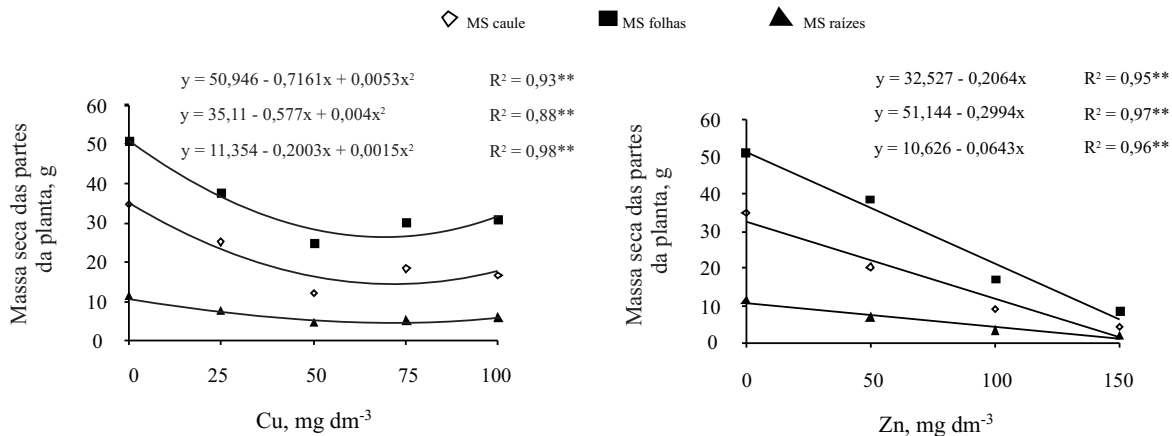 MS caule MS folhas MS raízes
y = 50,946 - 0,7161x + 0,0053x² R² = 0,93**
y = 35,11 - 0,577x + 0,004x² R² = 0,88**
y = 11,354 - 0,2003x + 0,0015x² R² = 0,98**
Massa seca das partes
da planta, g
60
50
40
30
20
10
0
0 25 50 75 100
Cu, mg dm⁻³
y = 32,527 - 0,2064x R² = 0,95**
y = 51,144 - 0,2994x R² = 0,97**
y = 10,626 - 0,0643x R² = 0,96**
Massa seca das partes
da planta, g
60
50
40
30
20
10
0
0 50 100 150
Zn, mg dm⁻³